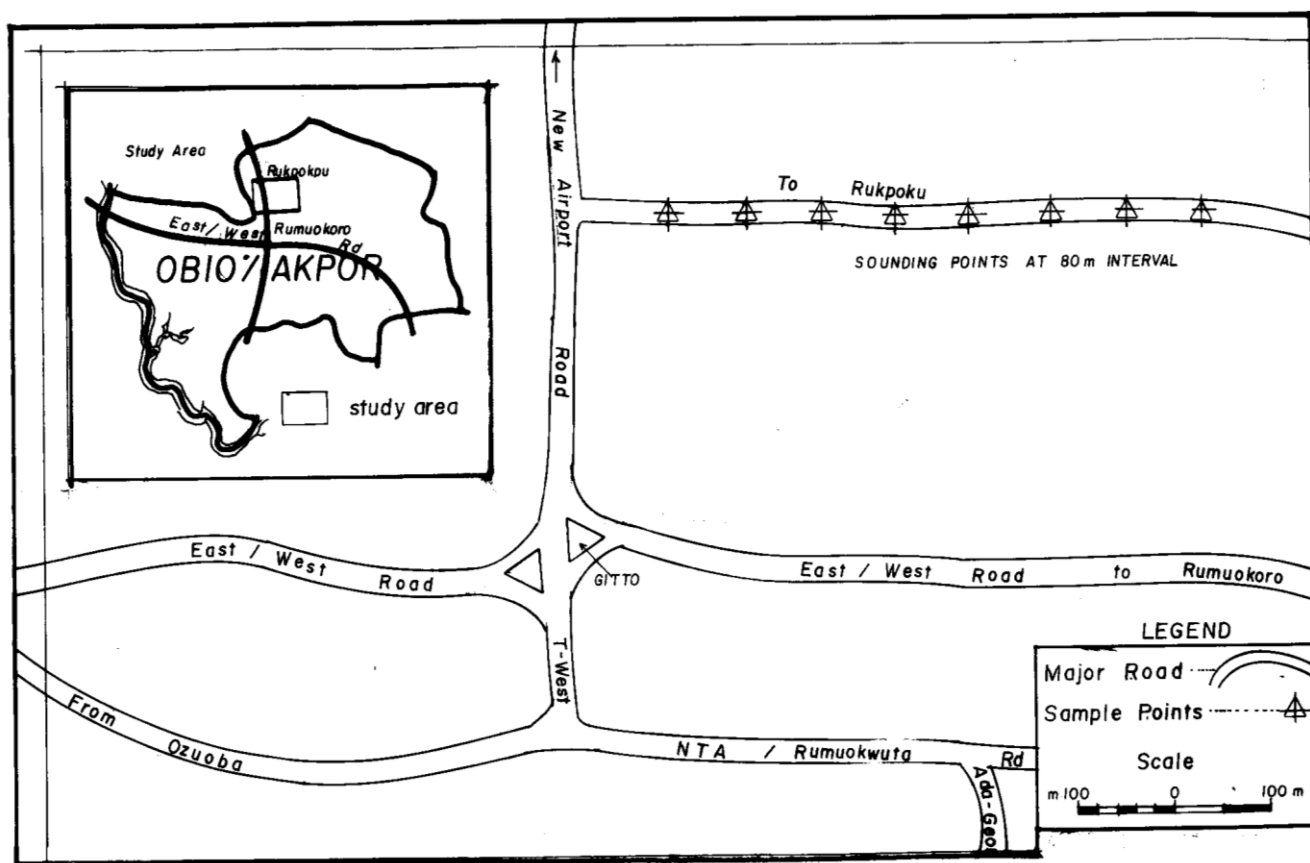 Study Area
Rukpokpu
East/West
Rumuokoro
Rd
OBIO/AKPOR
study area
New Airport Road
To Rukpoku
SOUNDING POINTS AT 80m INTERVAL
East / West Road
GITTO
East / West Road to Rumuokoro
T-West
From Ozuoba
NTA / Rumuokwuta Rd
Ada-Geo
LEGEND
Major Road
Sample Points
Scale
m 100 0 100 m